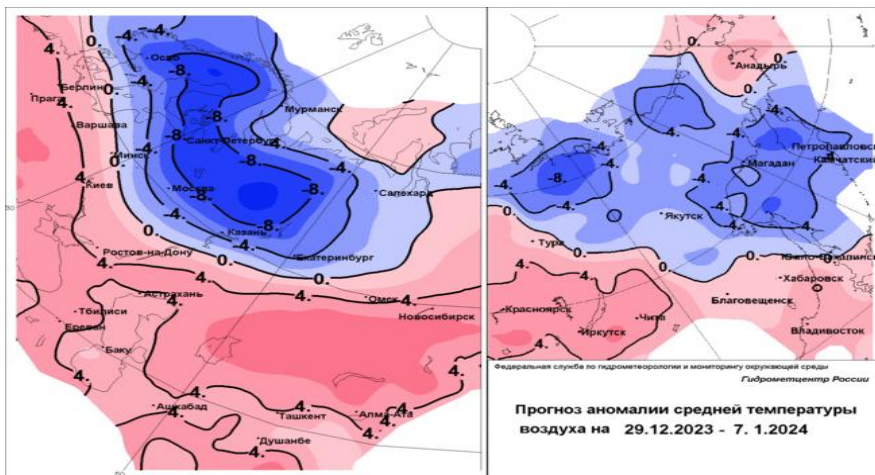 Осло
Мурманск
Берлин
Прага
Варшава
Санкт-Петербург
Минск
Салехард
Москва
Киев
Казань
Екатеринбург
Ростов-на-Дону
Астрахань
Омск
Новосибирск
Тбилиси
Ереван
Баку
Ашхабад
Ташкент
Алма-Ата
Душанбе
Анадырь
Петропавловск
Камчатский
Магадан
Якутск
Тура
Хабаровск
Благовещенск
Красноярск
Чита
Иркутск
Владивосток
Федеральная служба по гидрометеорологии и мониторингу окружающей среды
Гидрометцентр России
Прогноз аномалии средней температуры
воздуха на 29.12.2023 - 7. 1.2024